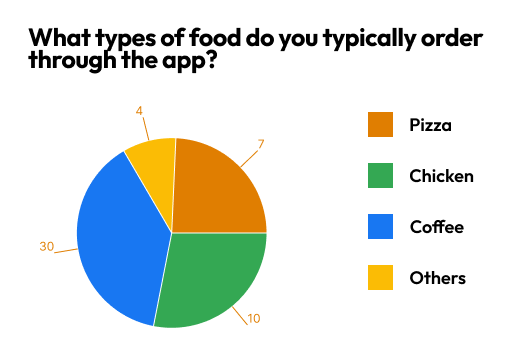 What types of food do you typically order
through the app?
4
7
Pizza
Chicken
Coffee
30
Others
10